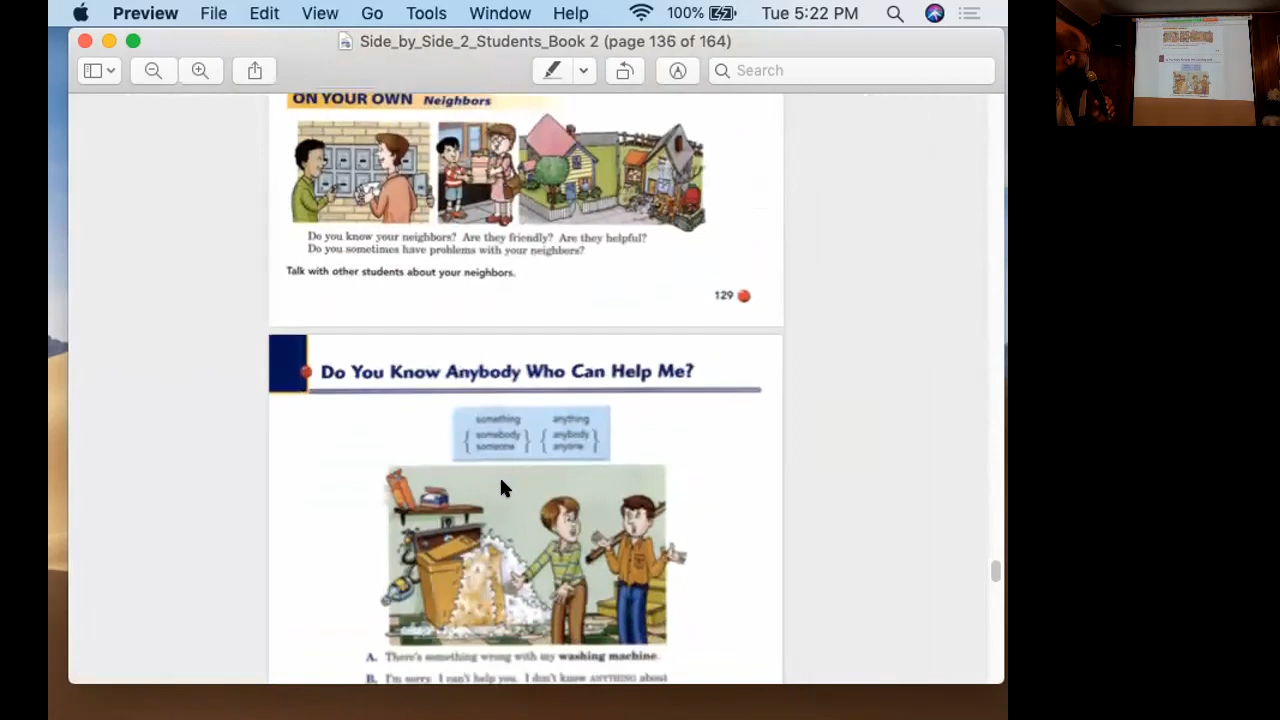 Preview File Edit View Go Tools Window Help 100% Tue 5:22 PM
Side_by_Side_2_Students_Book 2 (page 136 of 164)
Search
ON YOUR OWN Neighbors
Do you know your neighbors? Are they friendly? Are they helpful?
Do you sometimes have problems with your neighbors?
Talk with other students about your neighbors.
129
Do You Know Anybody Who Can Help Me?
something anything
somebody anybody
someone anyone
A. There's something wrong with my washing machine.
B. I'm sorry. I can't help you. I don't know ANYTHING about